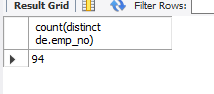 Result Grid Filter Rows:
count(distinct
de.emp_no)
94